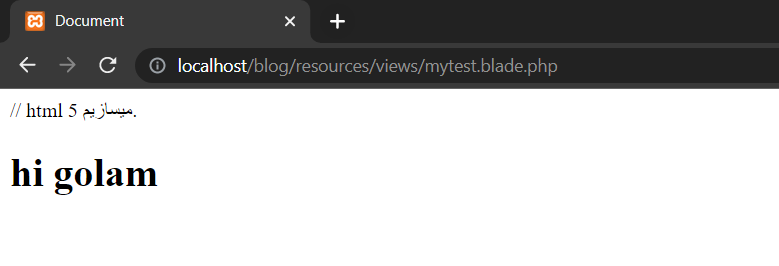 Document
localhost/blog/resources/views/mytest.blade.php
// html 5 میسازیم.
hi golam